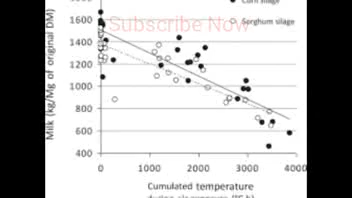 Corn silage
Subscribe Now
Sorghum silage
1600
1400
1200
1000
800
600
400
0 1000 2000 3000 4000
Milk (kg/Mg of original DM)
Cumulated temperature